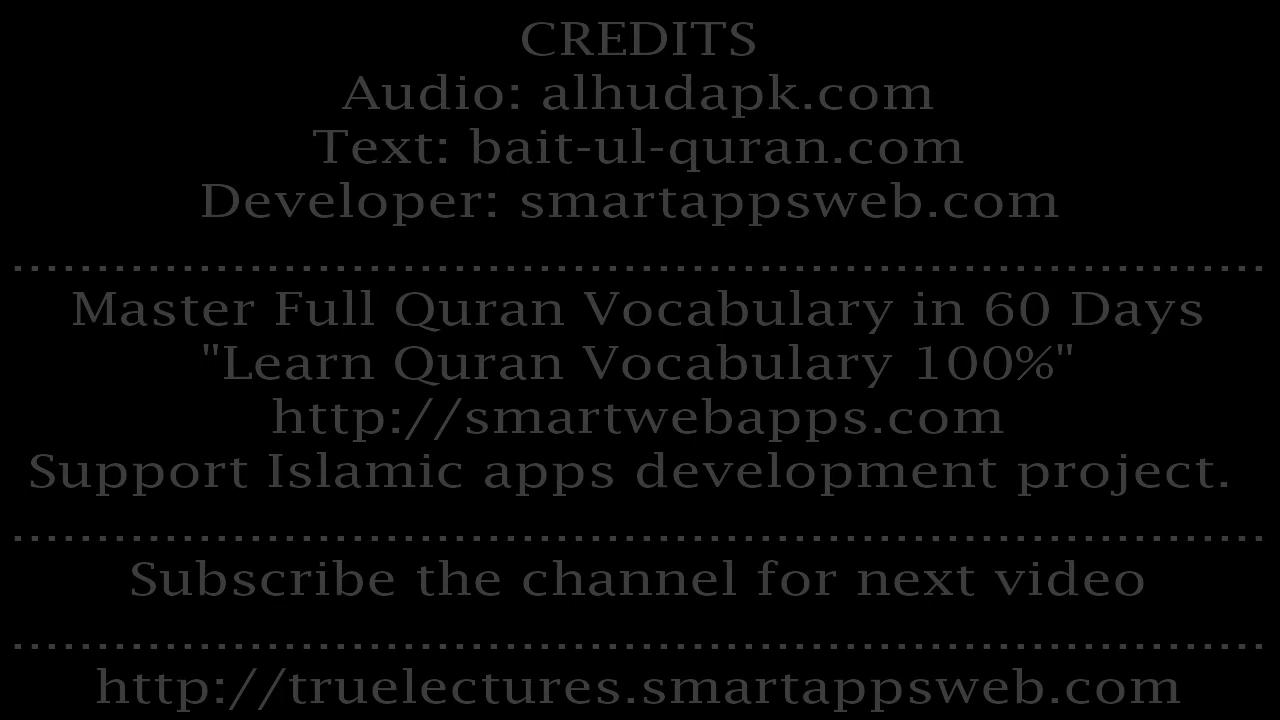 CREDITS
Audio: alhudapk.com
Text: bait-ul-quran.com
Developer: smartappsweb.com
........................................................................
Master Full Quran Vocabulary in 60 Days
"Learn Quran Vocabulary 100%"
http://smartwebapps.com
Support Islamic apps development project.
........................................................................
Subscribe the channel for next video
........................................................................
http://truelectures.smartappsweb.com